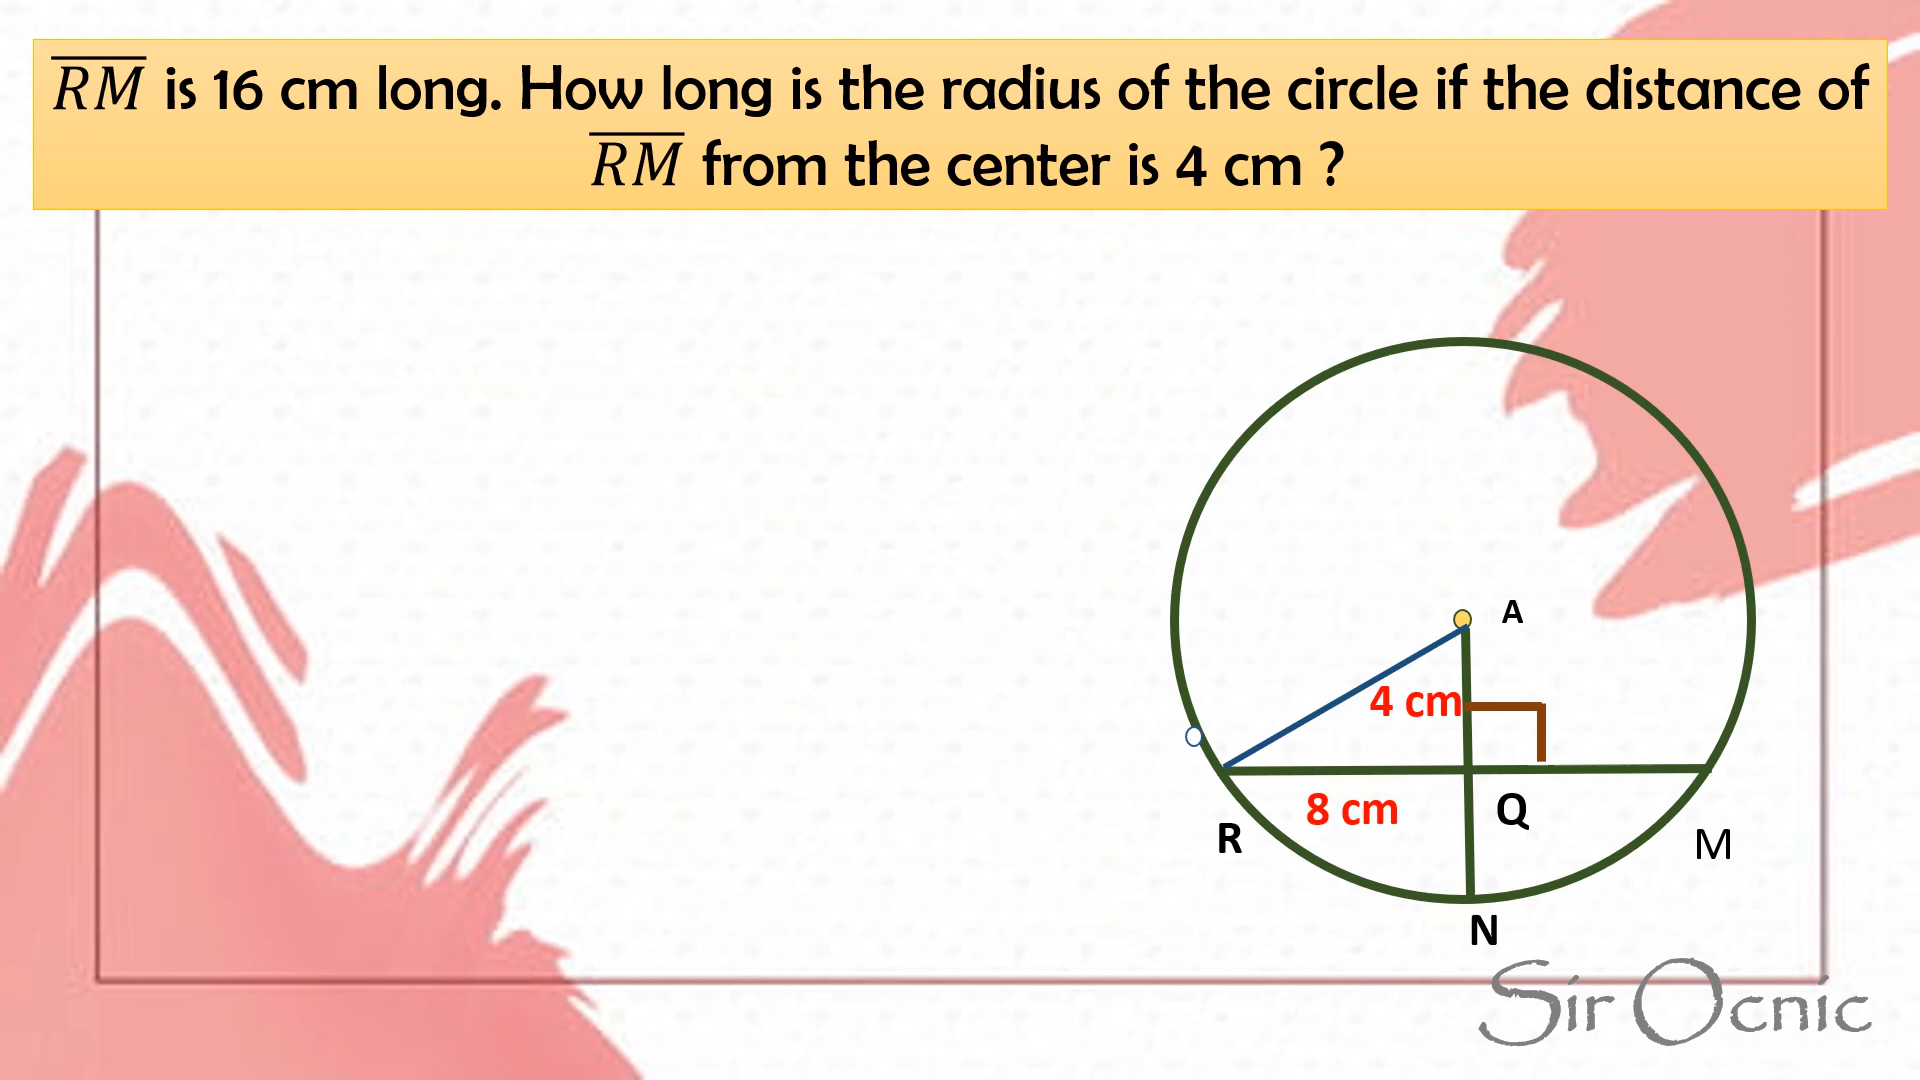 RM is 16 cm long. How long is the radius of the circle if the distance of
RM from the center is 4 cm ?
A
4 cm
8 cm
Q
R
M
N
Sir Ocnic